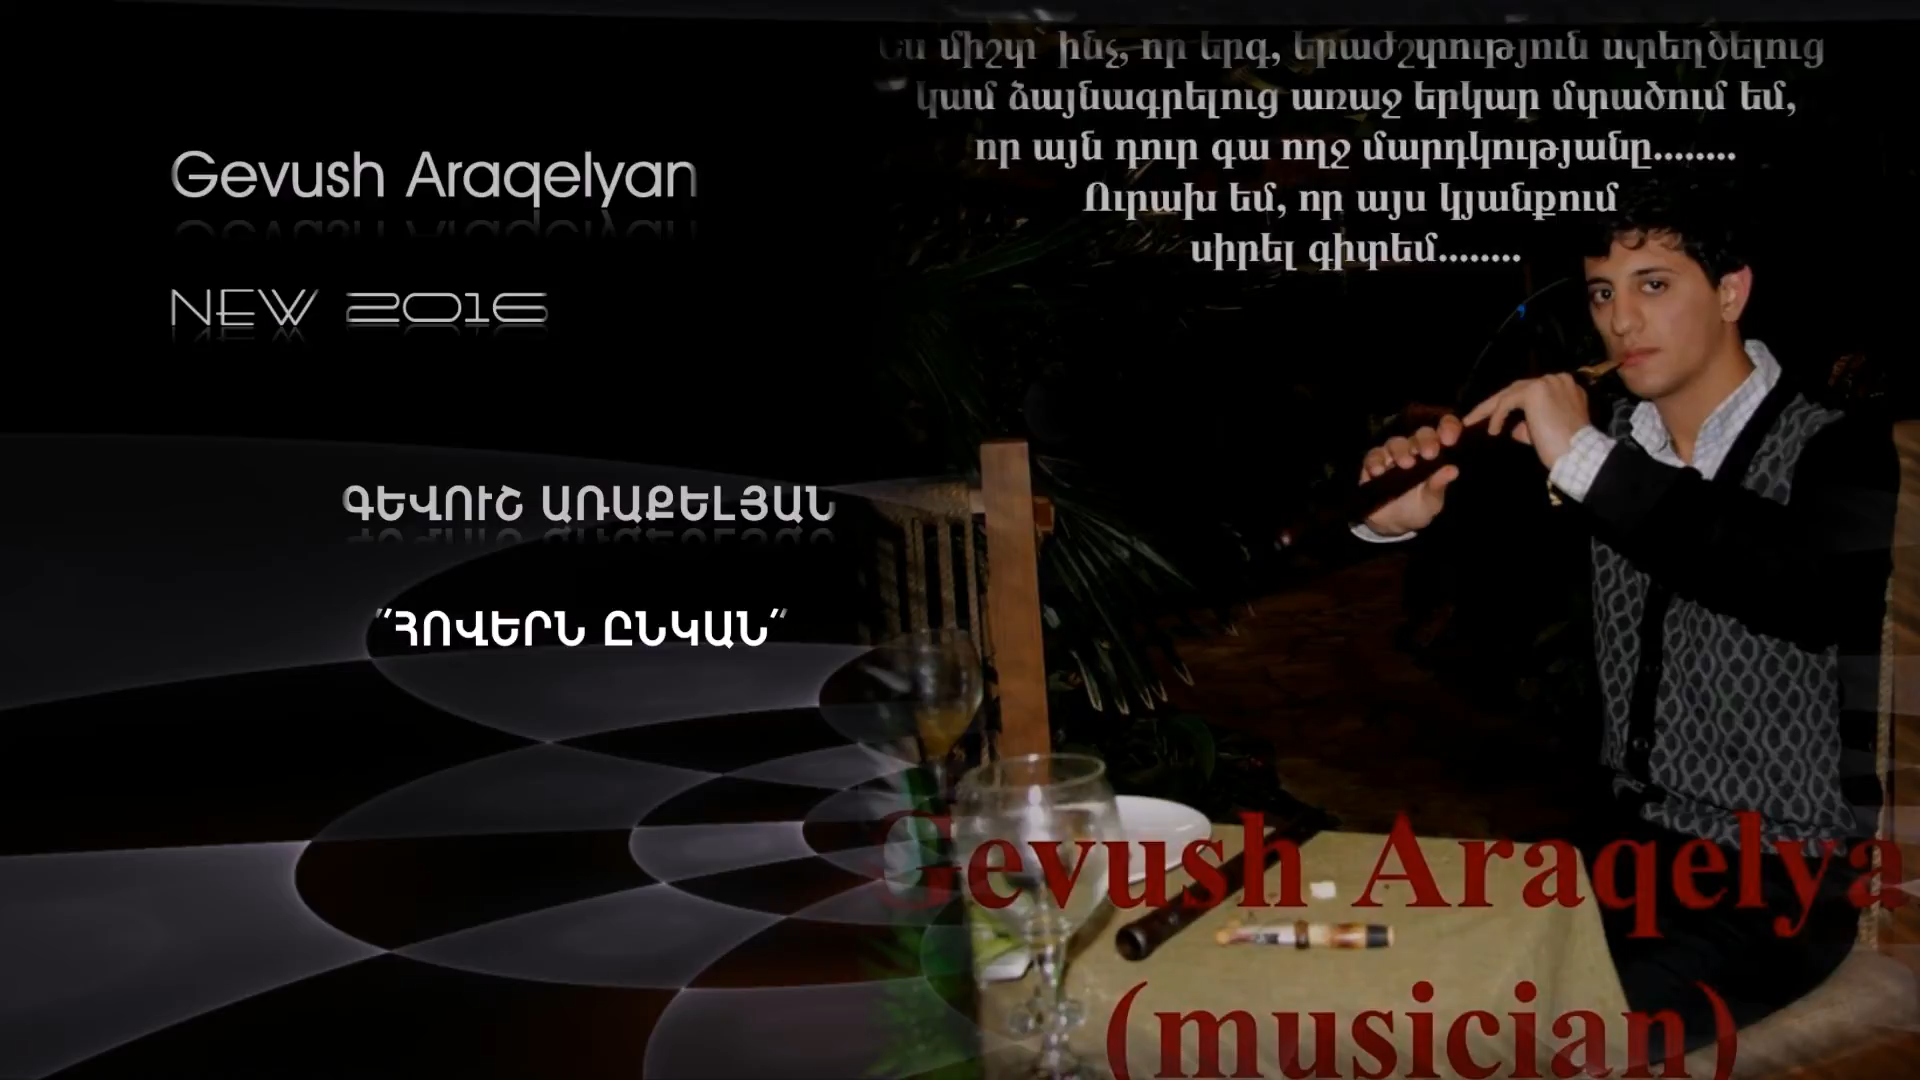 Ես միշտ՝ ինչ, որ երգ, երաժշտություն ստեղծելուց
կամ ձայնագրելուց առաջ երկար մտածում եմ,
որ այն դուր գա ողջ մարդկությանը........
Ուրախ եմ, որ այս կյանքում
սիրել գիտեմ........
Gevush Araqelyan
NEW 2016
ԳԵՎՈՒՇ ԱՌԱՔԵԼՅԱՆ
՛՛ՀՈՎԵՐՆ ԸՆԿԱՆ՛՛
Gevush Araqelya
(musician)